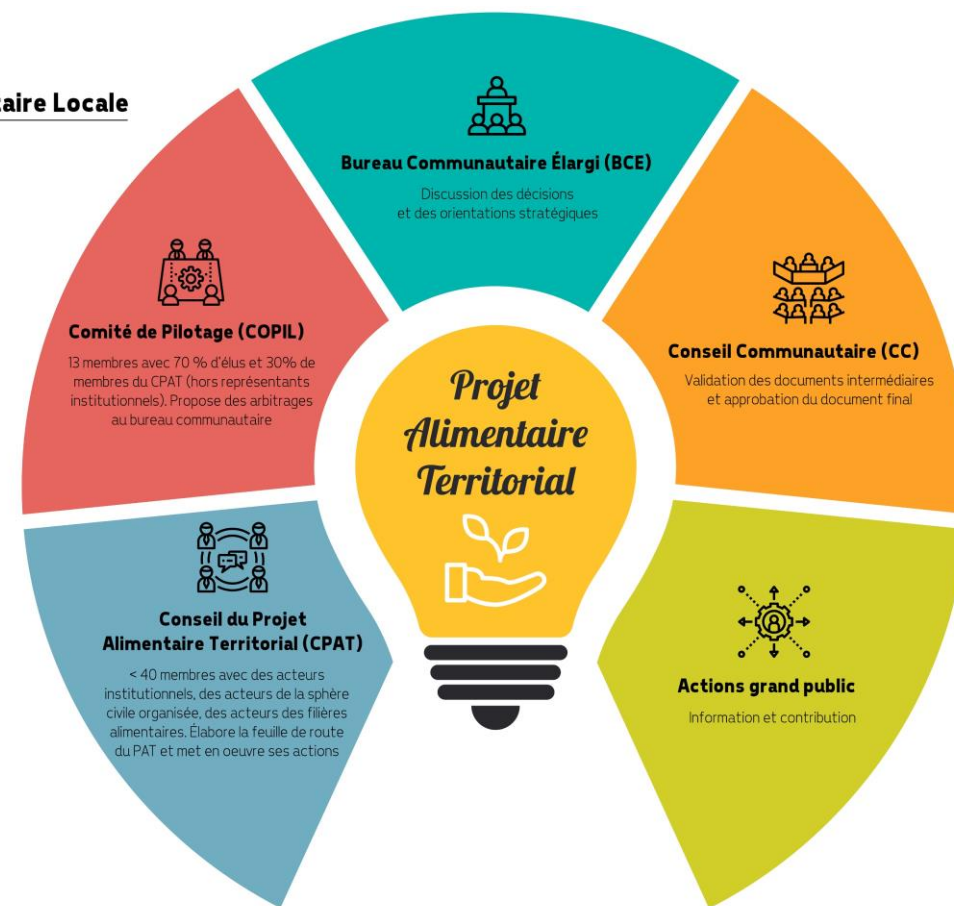 Locale
Bureau Communautaire Élargi (BCE)
Discussion des décisions
et des orientations stratégiques
Comité de Pilotage (COPIL)
13 membres avec 70 % d'élus et 30% de
membres du CPAT (hors représentants
institutionnels). Propose des arbitrages
au bureau communautaire
Conseil Communautaire (CC)
Validation des documents intermédiaires
et approbation du document final
Projet
Alimentaire
Territorial
Conseil du Projet
Alimentaire Territorial (CPAT)
< 40 membres avec des acteurs
institutionnels, des acteurs de la sphère
civile organisée, des acteurs des filières
alimentaires. Élabore la feuille de route
du PAT et met en oeuvre ses actions
Actions grand public
Information et contribution